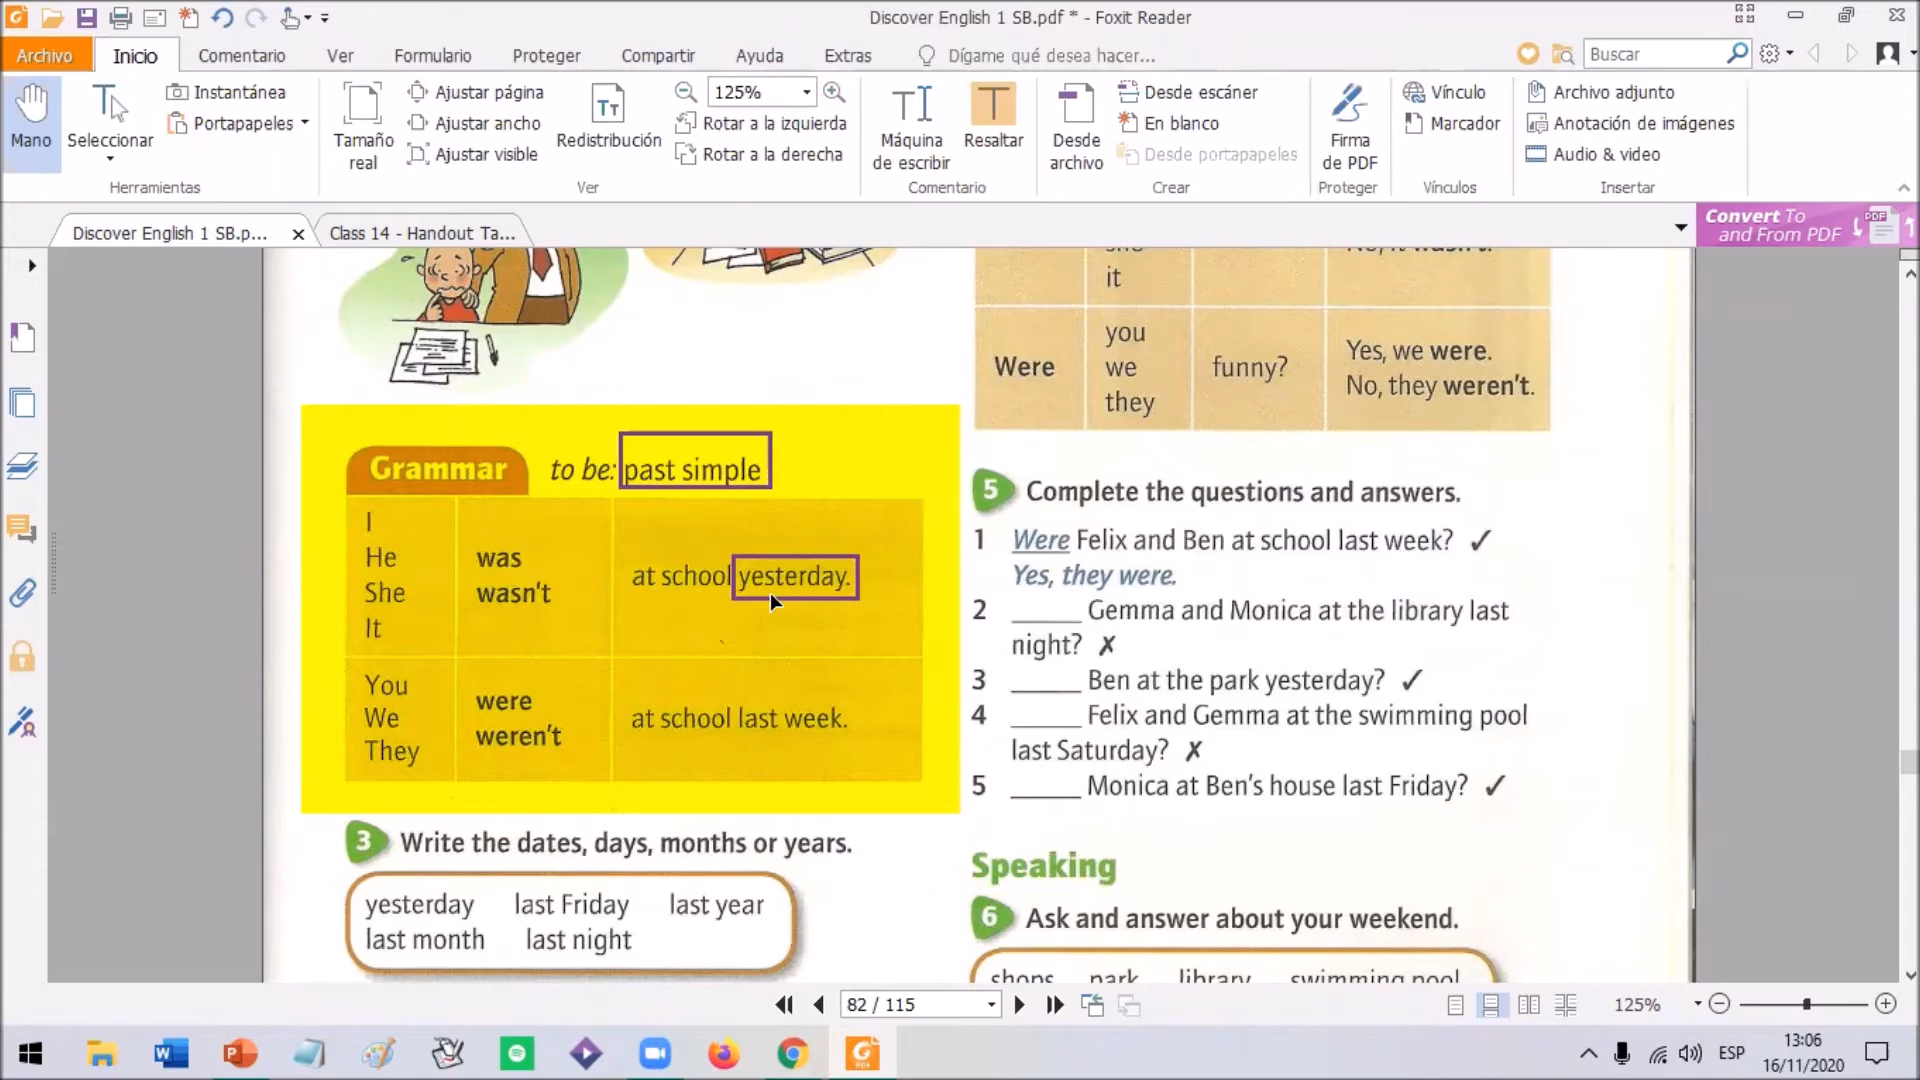 Discover English 1 SB.pdf * - Foxit Reader
Archivo Inicio Comentario Ver Formulario Proteger Compartir Ayuda Extras Dígame qué desea hacer... Buscar
Mano
Seleccionar
Instantánea
Portapapeles
Herramientas
Tamaño
real
Ajustar página
Ajustar ancho
Ajustar visible
Redistribución
125%
Rotar a la izquierda
Rotar a la derecha
Ver
Máquina
de escribir
Resaltar
Comentario
Desde
archivo
Desde escáner
En blanco
Desde portapapeles
Crear
Firma
de PDF
Proteger
Vínculo
Marcador
Vínculos
Archivo adjunto
Anotación de imágenes
Audio & video
Insertar
Discover English 1 SB.p... Class 14 - Handout Ta...
Convert To
and From PDF
PDF
Grammar to be: past simple
I
He
She
It
was
wasn't
at school yesterday.
You
We
They
were
weren't
at school last week.
3 Write the dates, days, months or years.
yesterday last Friday last year
last month last night
it
Were
you
we
they
funny?
Yes, we were.
No, they weren't.
5 Complete the questions and answers.
1 Were Felix and Ben at school last week? ✓
Yes, they were.
2 _____ Gemma and Monica at the library last
night? ✗
3 _____ Ben at the park yesterday? ✓
4 _____ Felix and Gemma at the swimming pool
last Saturday? ✗
5 _____ Monica at Ben's house last Friday? ✓
Speaking
6 Ask and answer about your weekend.
shops park library swimming pool
82 / 115
125%
ESP
13:06
16/11/2020